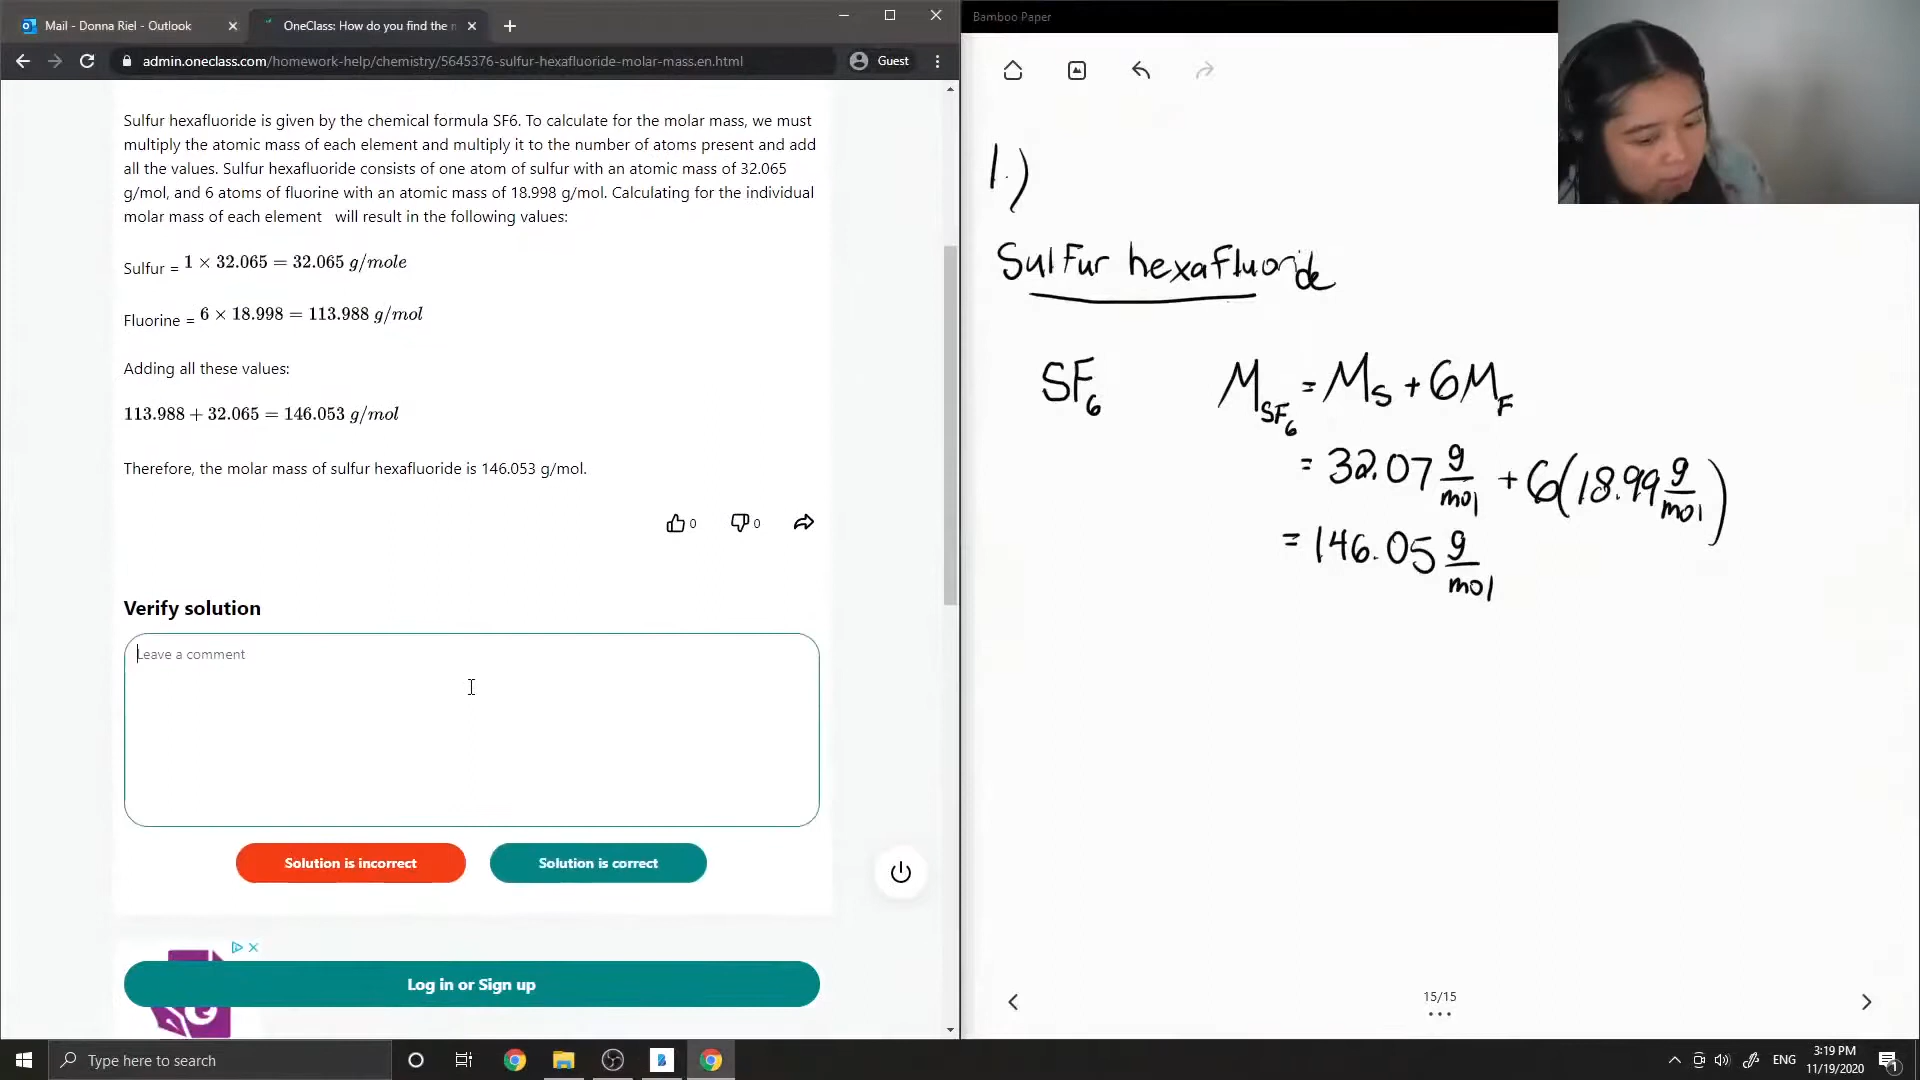 Mail - Donna Riel - Outlook
OneClass: How do you find the m
admin.oneclass.com/homework-help/chemistry/5645376-sulfur-hexafluoride-molar-mass.en.html
Guest
Sulfur hexafluoride is given by the chemical formula SF6. To calculate for the molar mass, we must
multiply the atomic mass of each element and multiply it to the number of atoms present and add
all the values. Sulfur hexafluoride consists of one atom of sulfur with an atomic mass of 32.065
g/mol, and 6 atoms of fluorine with an atomic mass of 18.998 g/mol. Calculating for the individual
molar mass of each element will result in the following values:
Sulfur = 1 × 32.065 = 32.065 g/mole
Fluorine = 6 × 18.998 = 113.988 g/mol
Adding all these values:
113.988 + 32.065 = 146.053 g/mol
Therefore, the molar mass of sulfur hexafluoride is 146.053 g/mol.
0 0
Verify solution
Leave a comment
Solution is incorrect
Solution is correct
Log in or Sign up
Bamboo Paper
1.)
Sulfur hexafluoride
SF6 M SF6 = MS + 6MF
= 32.07 g/mol + 6(18.99 g/mol)
= 146.05 g/mol
15/15
Type here to search
ENG
3:19 PM
11/19/2020
1